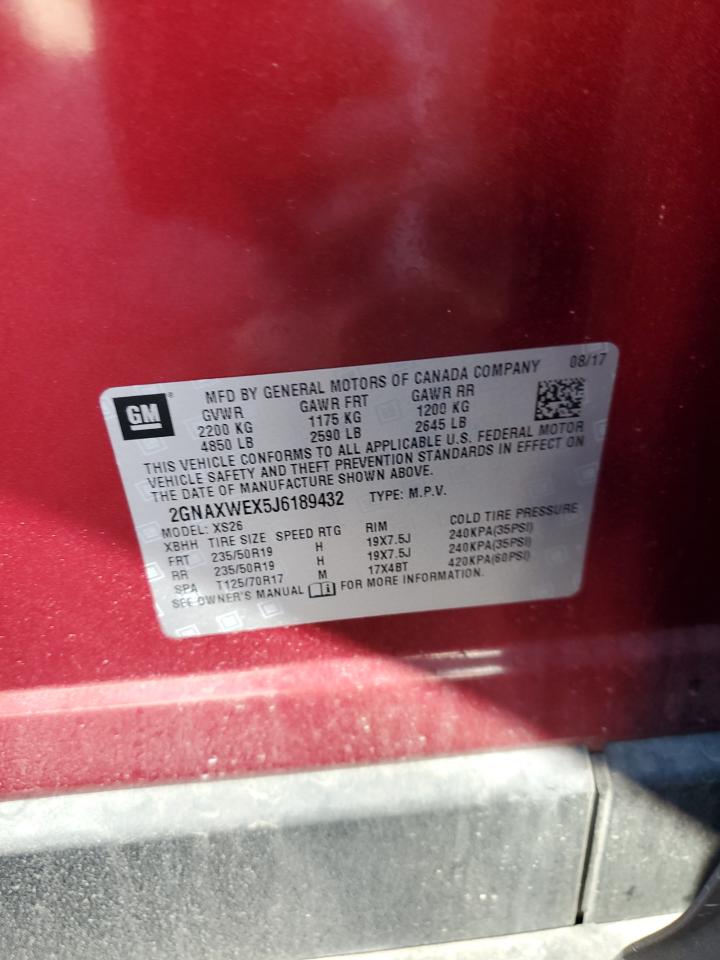 GM®
MFD BY GENERAL MOTORS OF CANADA COMPANY 08/17
GVWR GAWR FRT GAWR RR
2200 KG 1175 KG 1200 KG
4850 LB 2590 LB 2645 LB
THIS VEHICLE CONFORMS TO ALL APPLICABLE U.S. FEDERAL MOTOR
VEHICLE SAFETY AND THEFT PREVENTION STANDARDS IN EFFECT ON
THE DATE OF MANUFACTURE SHOWN ABOVE.
2GNAXWEX5J6189432 TYPE: M.P.V.
MODEL: XS26
XBHH TIRE SIZE SPEED RTG RIM COLD TIRE PRESSURE
FRT 235/50R19 H 19X7.5J 240KPA(35PSI)
RR 235/50R19 H 19X7.5J 240KPA(35PSI)
SPA T125/70R17 M 17X4BT 420KPA(60PSI)
SEE OWNER'S MANUAL FOR MORE INFORMATION.